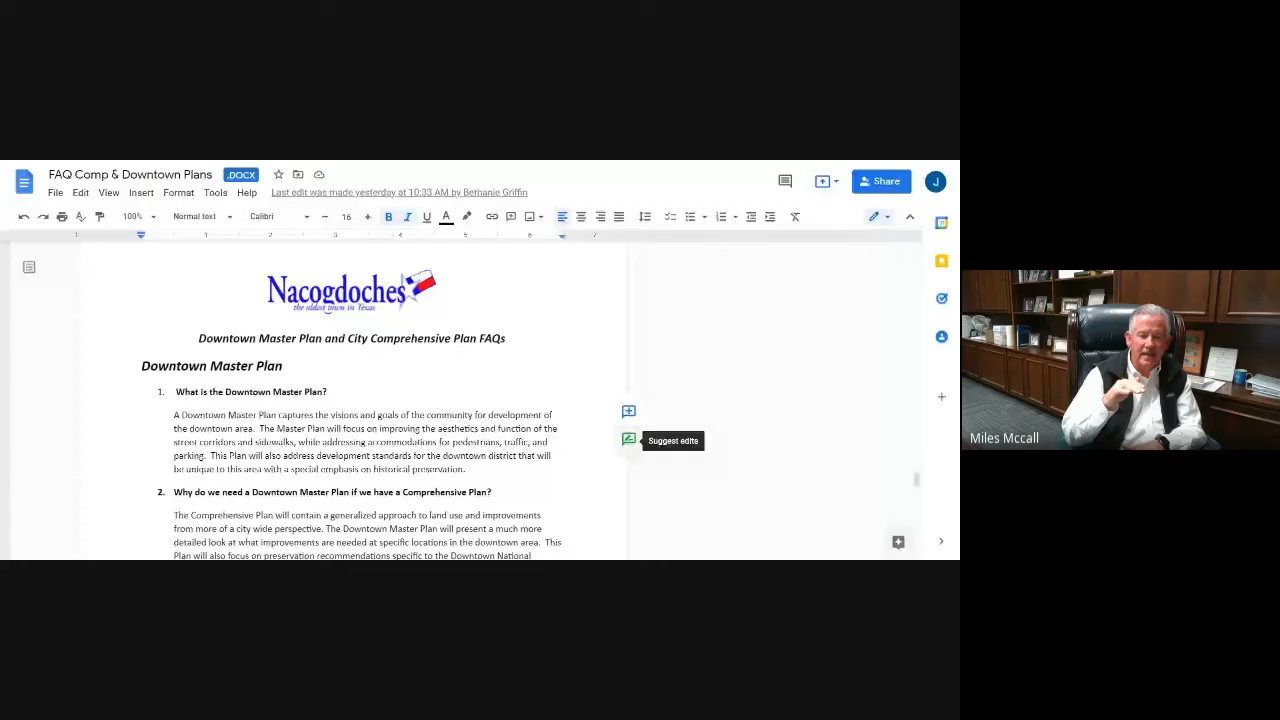 FAQ Comp & Downtown Plans .DOCX
File Edit View Insert Format Tools Help Last edit was made yesterday at 10:33 AM by Bethanie Griffin
Share J
100% Normal text Calibri 16 B I U A
1 1 2 3 4 5 6 7
Nacogdoches
the oldest town in Texas
Downtown Master Plan and City Comprehensive Plan FAQs
Downtown Master Plan
1. What is the Downtown Master Plan?
A Downtown Master Plan captures the visions and goals of the community for development of
the downtown area. The Master Plan will focus on improving the aesthetics and function of the
street corridors and sidewalks, while addressing accommodations for pedestrians, traffic, and
parking. This Plan will also address development standards for the downtown district that will
be unique to this area with a special emphasis on historical preservation.
Suggest edits
2. Why do we need a Downtown Master Plan if we have a Comprehensive Plan?
The Comprehensive Plan will contain a generalized approach to land use and improvements
from more of a city wide perspective. The Downtown Master Plan will present a much more
detailed look at what improvements are needed at specific locations in the downtown area. This
Plan will also focus on preservation recommendations specific to the Downtown National
Miles Mccall